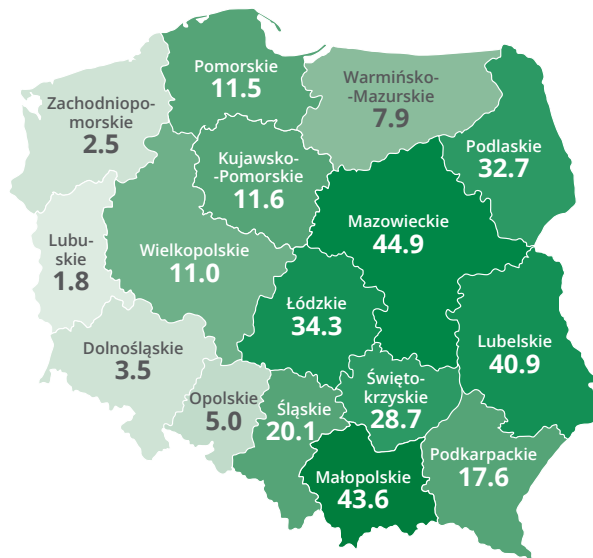 Pomorskie
11.5
Warmińsko-
-Mazurskie
7.9
Zachodniopo-
morskie
2.5
Podlaskie
32.7
Kujawsko-
-Pomorskie
11.6
Mazowieckie
44.9
Lubu-
skie
1.8
Wielkopolskie
11.0
Łódzkie
34.3
Lubelskie
40.9
Dolnośląskie
3.5
Święto-
krzyskie
28.7
Opolskie
5.0
Śląskie
20.1
Podkarpackie
17.6
Małopolskie
43.6